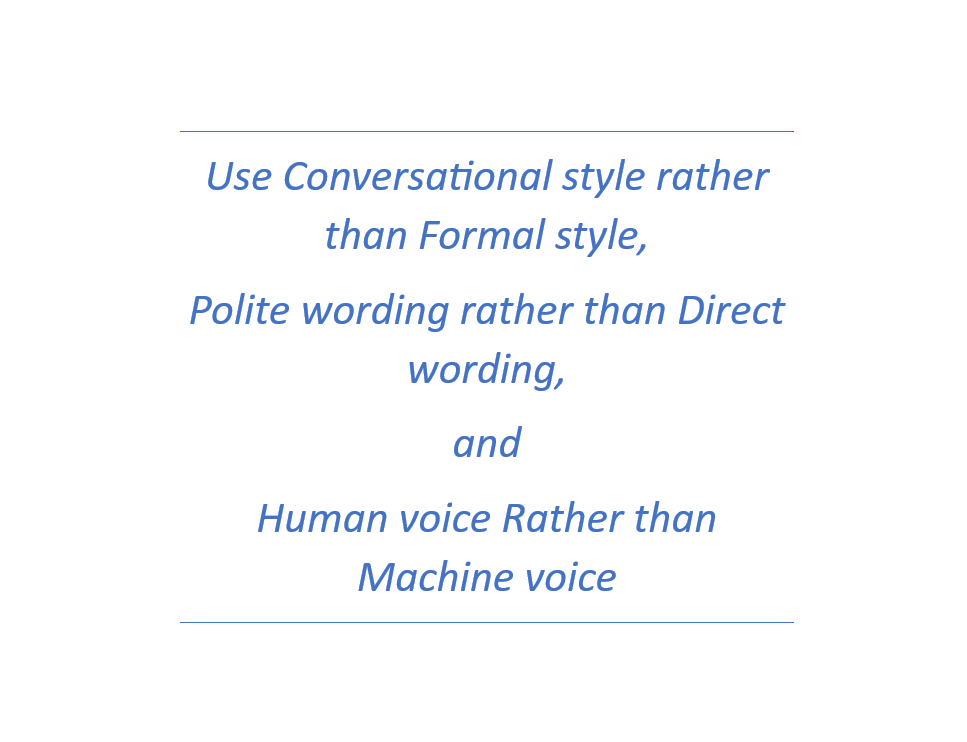 Use Conversational style rather
than Formal style,
Polite wording rather than Direct
wording,
and
Human voice Rather than
Machine voice